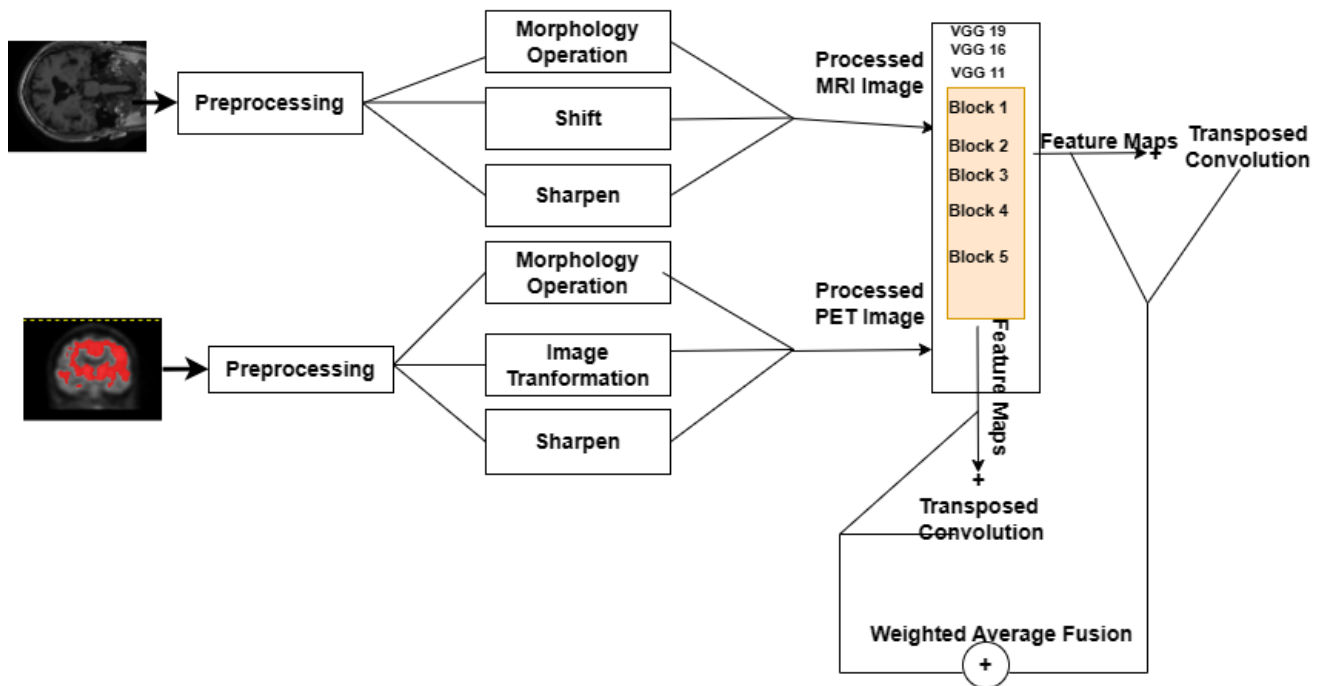 Preprocessing
Morphology
Operation
Shift
Sharpen
Processed
MRI Image
Preprocessing
Morphology
Operation
Image
Tranformation
Sharpen
Processed
PET Image
VGG 19
VGG 16
VGG 11
Block 1
Block 2
Block 3
Block 4
Block 5
Feature Maps
+
Transposed
Convolution
Feature Maps
+
Transposed
Convolution
Weighted Average Fusion
+